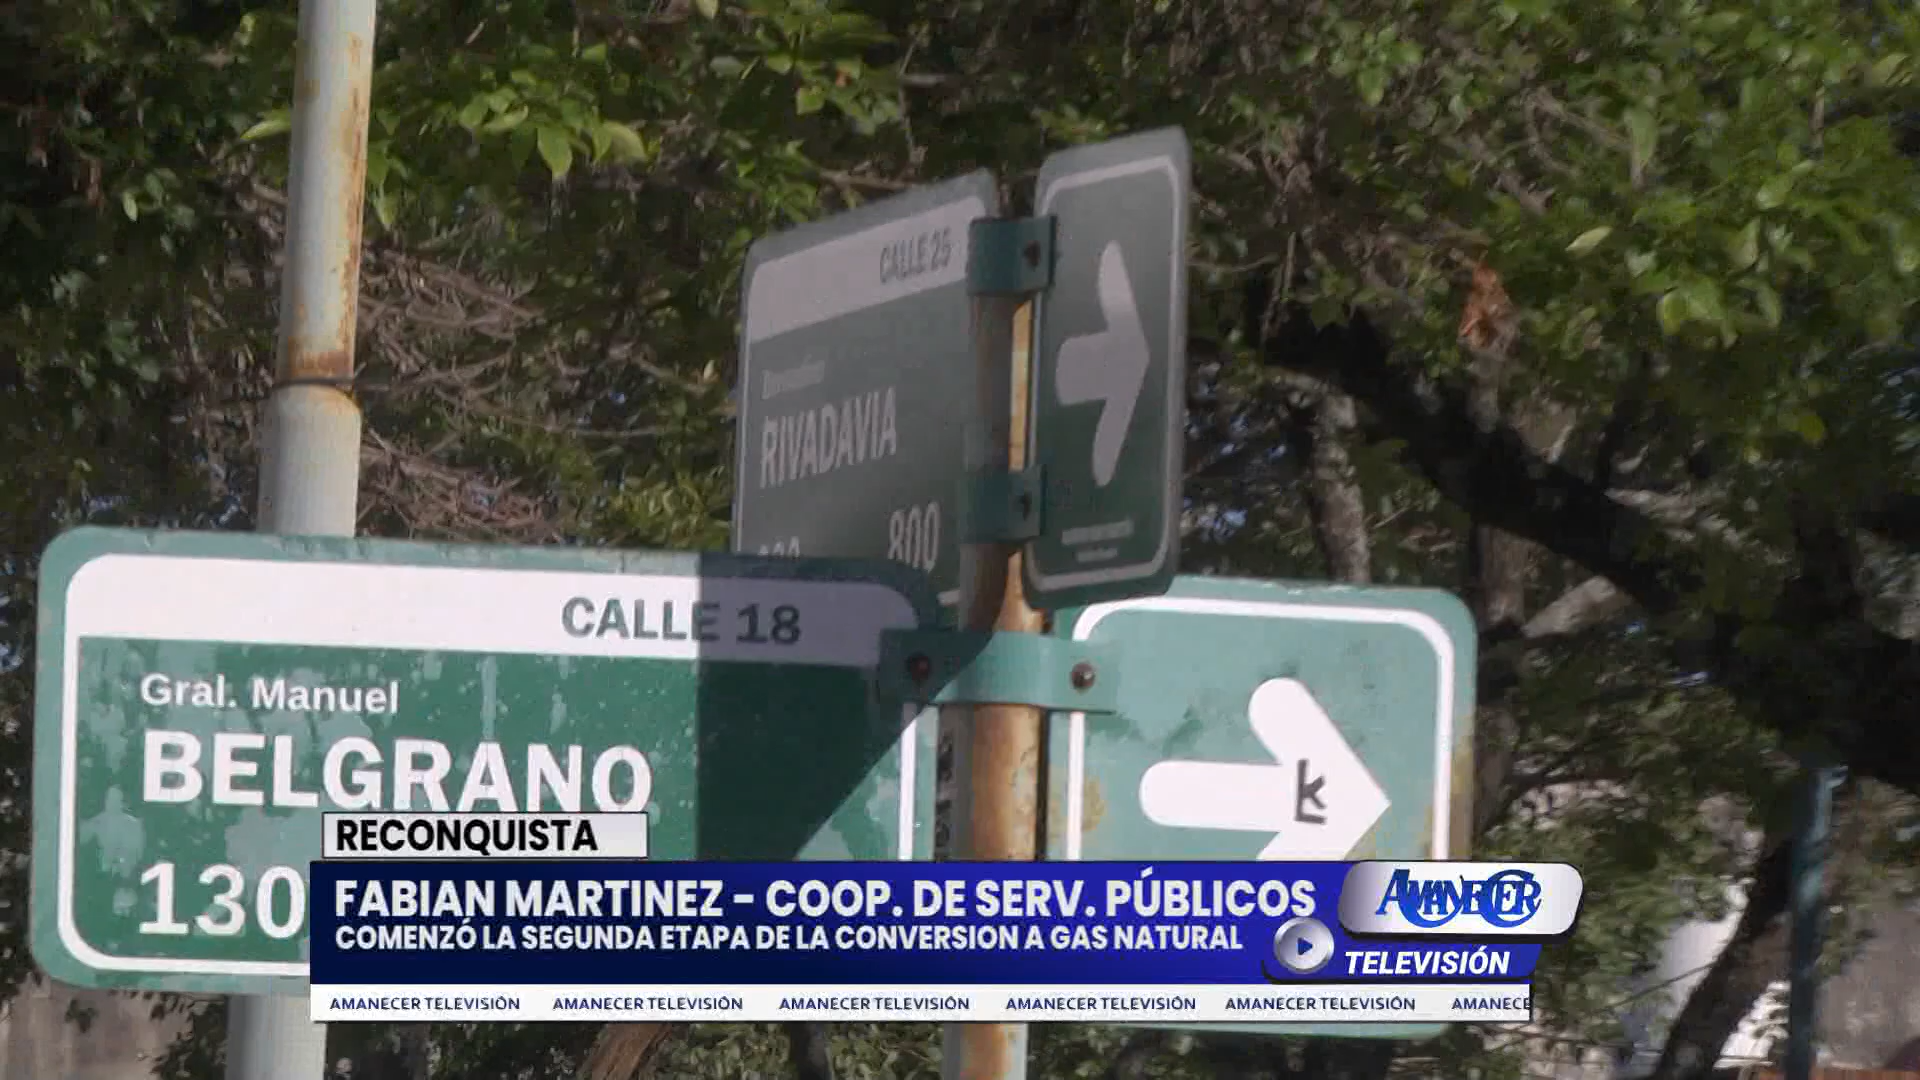 CALLE 25
RIVADAVIA
800
CALLE 18
Gral. Manuel
BELGRANO
130
k
RECONQUISTA
FABIAN MARTINEZ - COOP. DE SERV. PÚBLICOS
COMENZÓ LA SEGUNDA ETAPA DE LA CONVERSION A GAS NATURAL
AMANECER
TELEVISIÓN
AMANECER TELEVISIÓN AMANECER TELEVISIÓN AMANECER TELEVISIÓN AMANECER TELEVISIÓN AMANECER TELEVISIÓN AMANECE